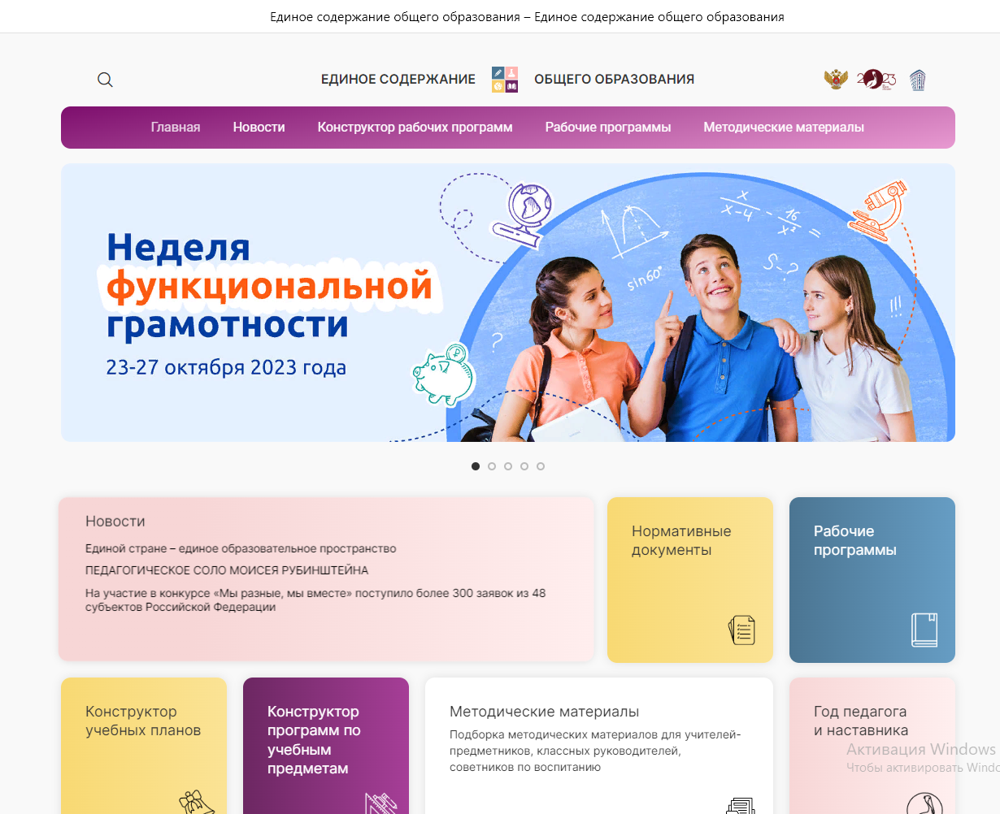 Единое содержание общего образования – Единое содержание общего образования
ЕДИНОЕ СОДЕРЖАНИЕ ОБЩЕГО ОБРАЗОВАНИЯ
2023
Главная Новости Конструктор рабочих программ Рабочие программы Методические материалы
Неделя
функциональной
грамотности
23-27 октября 2023 года
x
x-4
-
16
x²
=
sin60°
S-?
?
!!!
Новости
Единой стране – единое образовательное пространство
ПЕДАГОГИЧЕСКОЕ СОЛО МОИСЕЯ РУБИНШТЕЙНА
На участие в конкурсе «Мы разные, мы вместе» поступило более 300 заявок из 48
субъектов Российской Федерации
Нормативные
документы
Рабочие
программы
Конструктор
учебных планов
Конструктор
программ по
учебным
предметам
Методические материалы
Подборка методических материалов для учителей-
предметников, классных руководителей,
советников по воспитанию
Год педагога
и наставника
Активация Windows
Чтобы активировать Windo